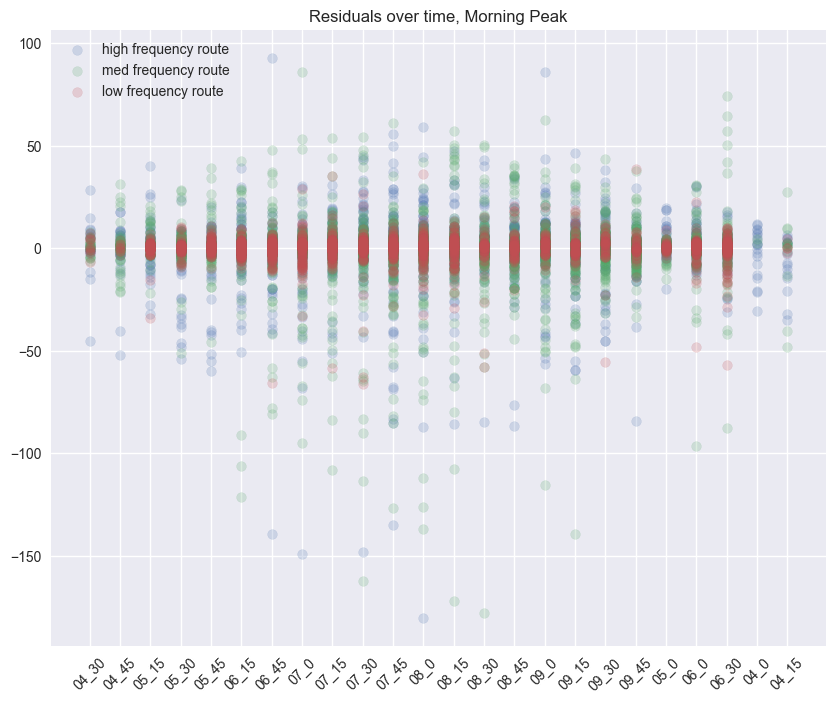 Residuals over time, Morning Peak
high frequency route
med frequency route
low frequency route
100
50
0
−50
−100
−150
04_30 04_45 05_15 05_30 05_45 06_15 06_45 07_0 07_15 07_30 07_45 08_0 08_15 08_30 08_45 09_0 09_15 09_30 09_45 05_0 06_0 06_30 04_0 04_15